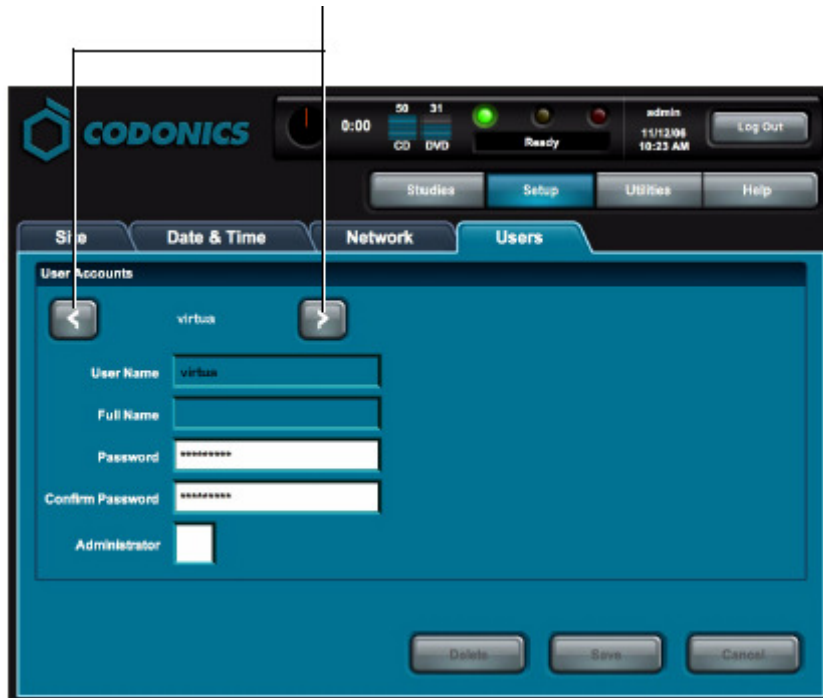 CODONICS
0:00
50 31
CD DVD
Ready
admin
11/12/06
10:23 AM
Log Out
Studies Setup Utilities Help
Site Date & Time Network Users
User Accounts
< virtua >
User Name virtua
Full Name
Password *********
Confirm Password *********
Administrator
Delete Save Cancel